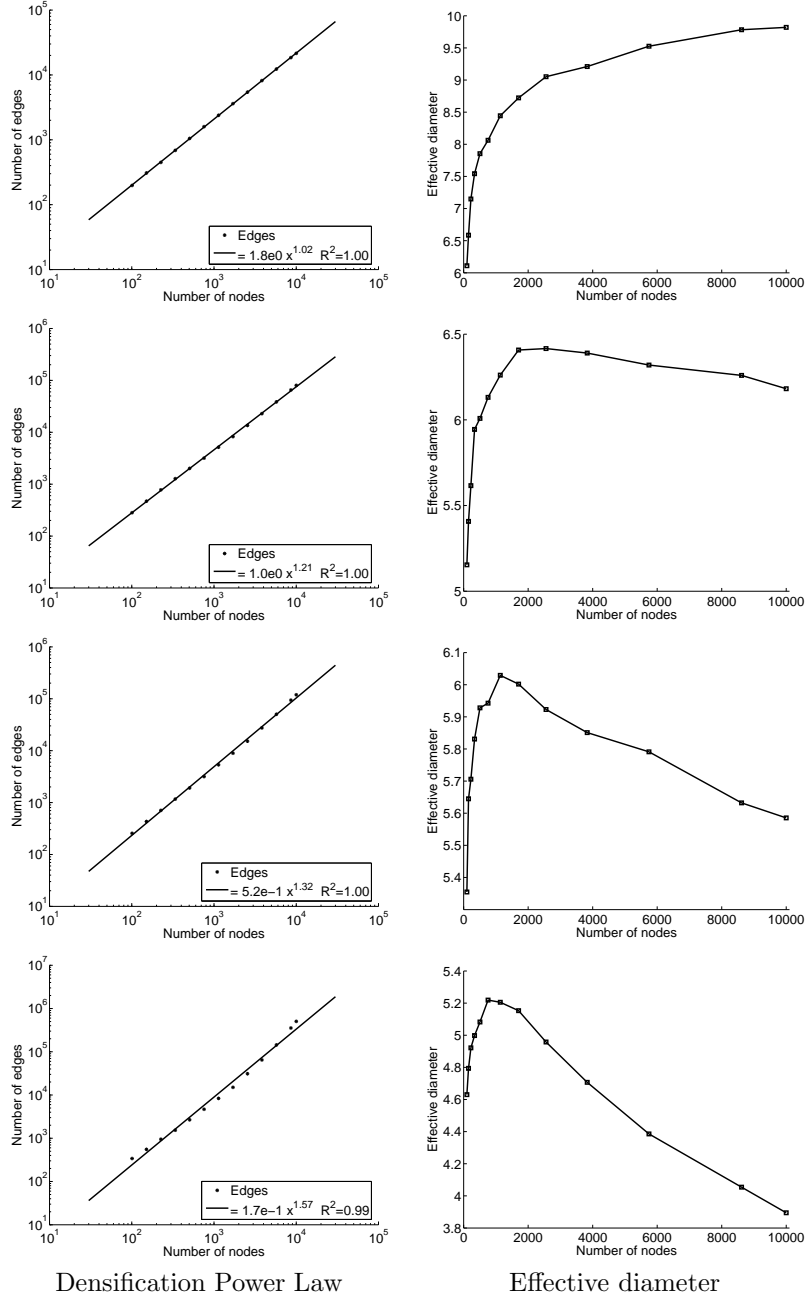 10^5
10^4
10^3
10^2
10^1
Number of edges
Edges
= 1.8e0 x^1.02 R^2=1.00
10^1 10^2 10^3 10^4 10^5
Number of nodes
10
9.5
9
8.5
8
7.5
7
6.5
6
Effective diameter
0 2000 4000 6000 8000 10000
Number of nodes
10^6
10^5
10^4
10^3
10^2
10^1
Number of edges
Edges
= 1.0e0 x^1.21 R^2=1.00
10^1 10^2 10^3 10^4 10^5
Number of nodes
6.5
6
5.5
5
Effective diameter
0 2000 4000 6000 8000 10000
Number of nodes
10^6
10^5
10^4
10^3
10^2
10^1
Number of edges
Edges
= 5.2e−1 x^1.32 R^2=1.00
10^1 10^2 10^3 10^4 10^5
Number of nodes
6.1
6
5.9
5.8
5.7
5.6
5.5
5.4
Effective diameter
0 2000 4000 6000 8000 10000
Number of nodes
10^7
10^6
10^5
10^4
10^3
10^2
10^1
Number of edges
Edges
= 1.7e−1 x^1.57 R^2=0.99
10^1 10^2 10^3 10^4 10^5
Number of nodes
5.4
5.2
5
4.8
4.6
4.4
4.2
4
3.8
Effective diameter
0 2000 4000 6000 8000 10000
Number of nodes
Densification Power Law
Effective diameter